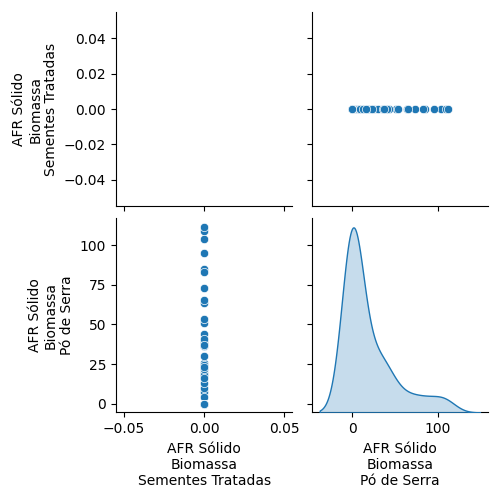 0.04
0.02
0.00
−0.02
−0.04
AFR Sólido
Biomassa
Sementes Tratadas
100
75
50
25
0
AFR Sólido
Biomassa
Pó de Serra
−0.05
0.00
0.05
AFR Sólido
Biomassa
Sementes Tratadas
0
100
AFR Sólido
Biomassa
Pó de Serra